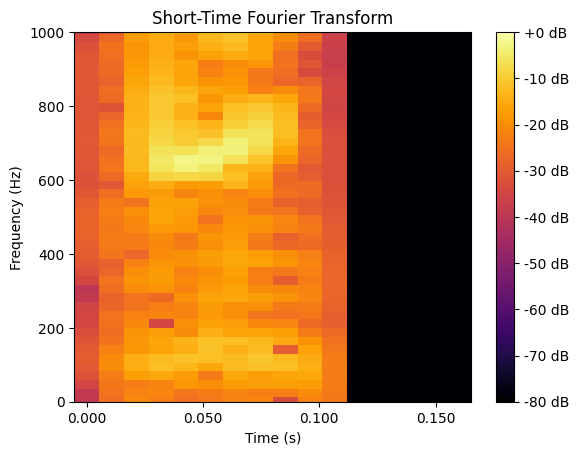 Short-Time Fourier Transform
1000
800
600
400
200
0
Frequency (Hz)
0.000
0.050
0.100
0.150
Time (s)
+0 dB
-10 dB
-20 dB
-30 dB
-40 dB
-50 dB
-60 dB
-70 dB
-80 dB